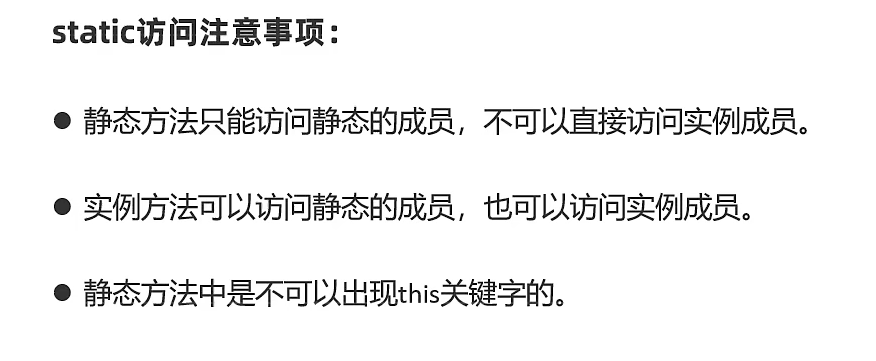 static访问注意事项：
● 静态方法只能访问静态的成员，不可以直接访问实例成员。
● 实例方法可以访问静态的成员，也可以访问实例成员。
● 静态方法中是不可以出现this关键字的。